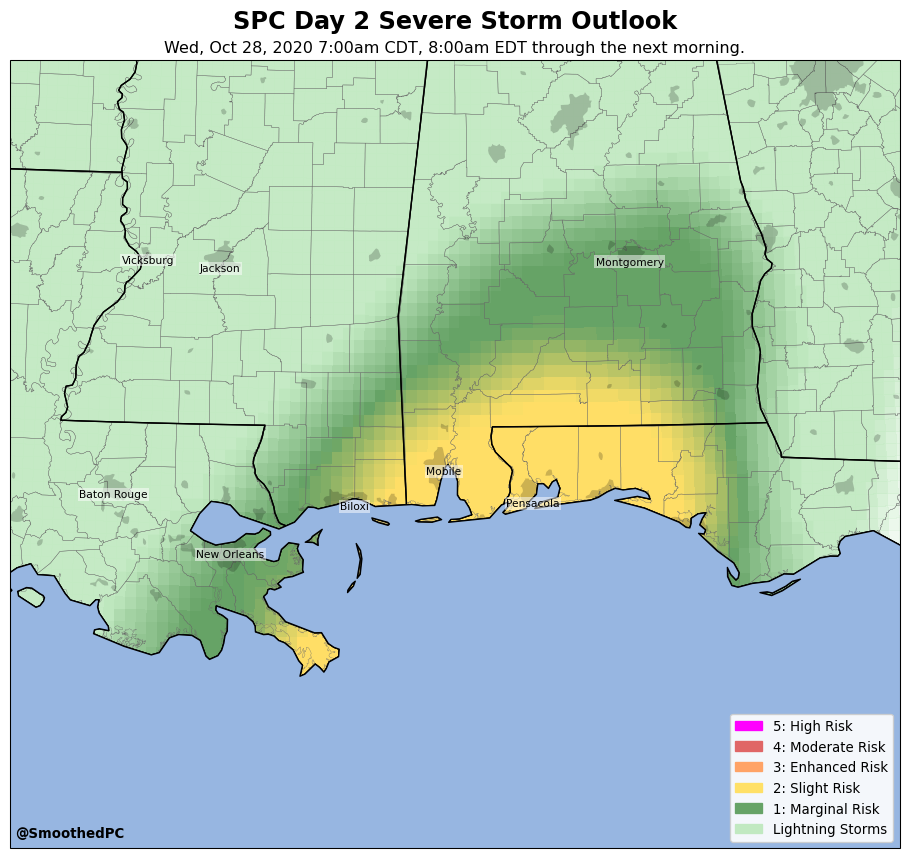 SPC Day 2 Severe Storm Outlook
Wed, Oct 28, 2020 7:00am CDT, 8:00am EDT through the next morning.
Vicksburg
Jackson
Montgomery
Mobile
Baton Rouge
Biloxi
Pensacola
New Orleans
5: High Risk
4: Moderate Risk
3: Enhanced Risk
2: Slight Risk
1: Marginal Risk
Lightning Storms
@SmoothedPC